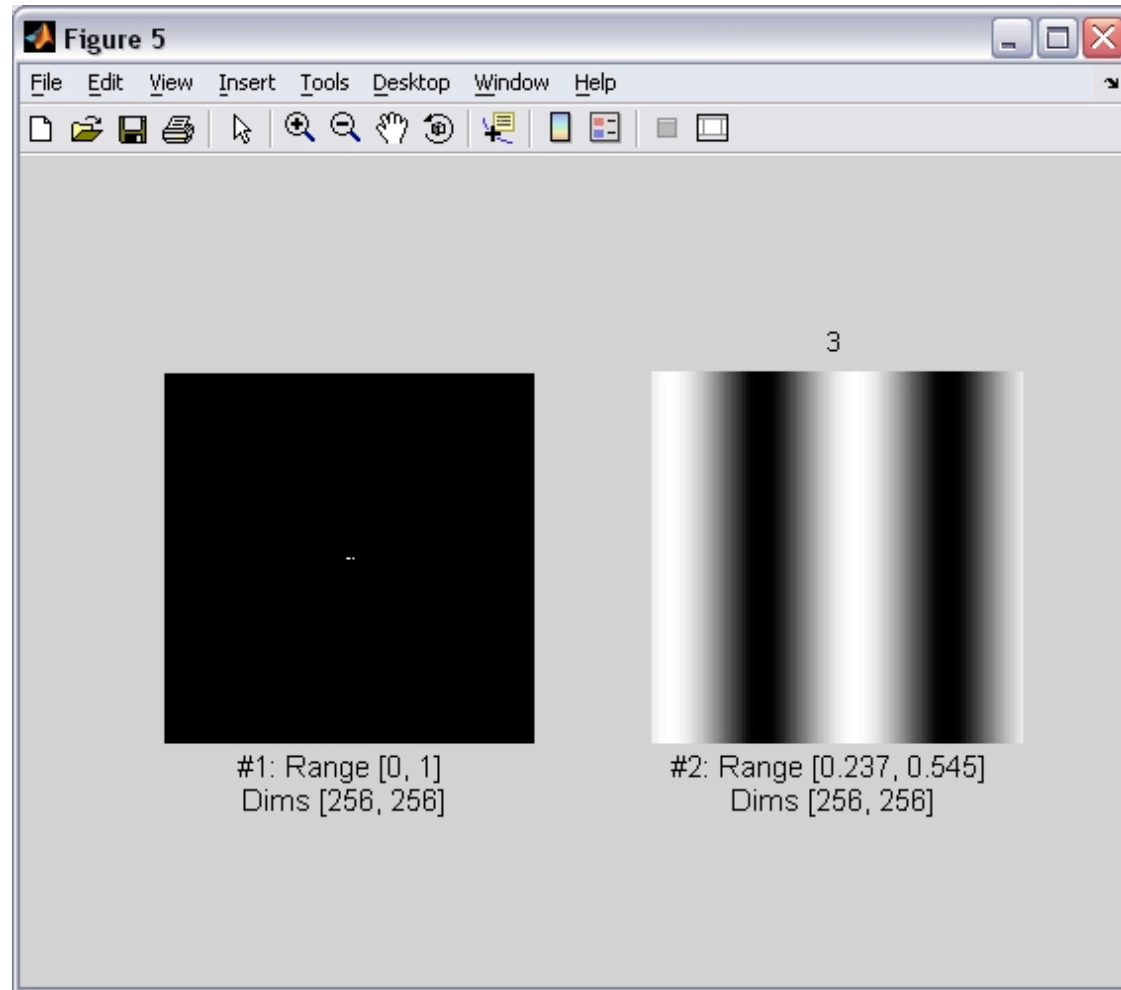 Figure 5
File Edit View Insert Tools Desktop Window Help
3
#1: Range [0, 1]
Dims [256, 256]
#2: Range [0.237, 0.545]
Dims [256, 256]